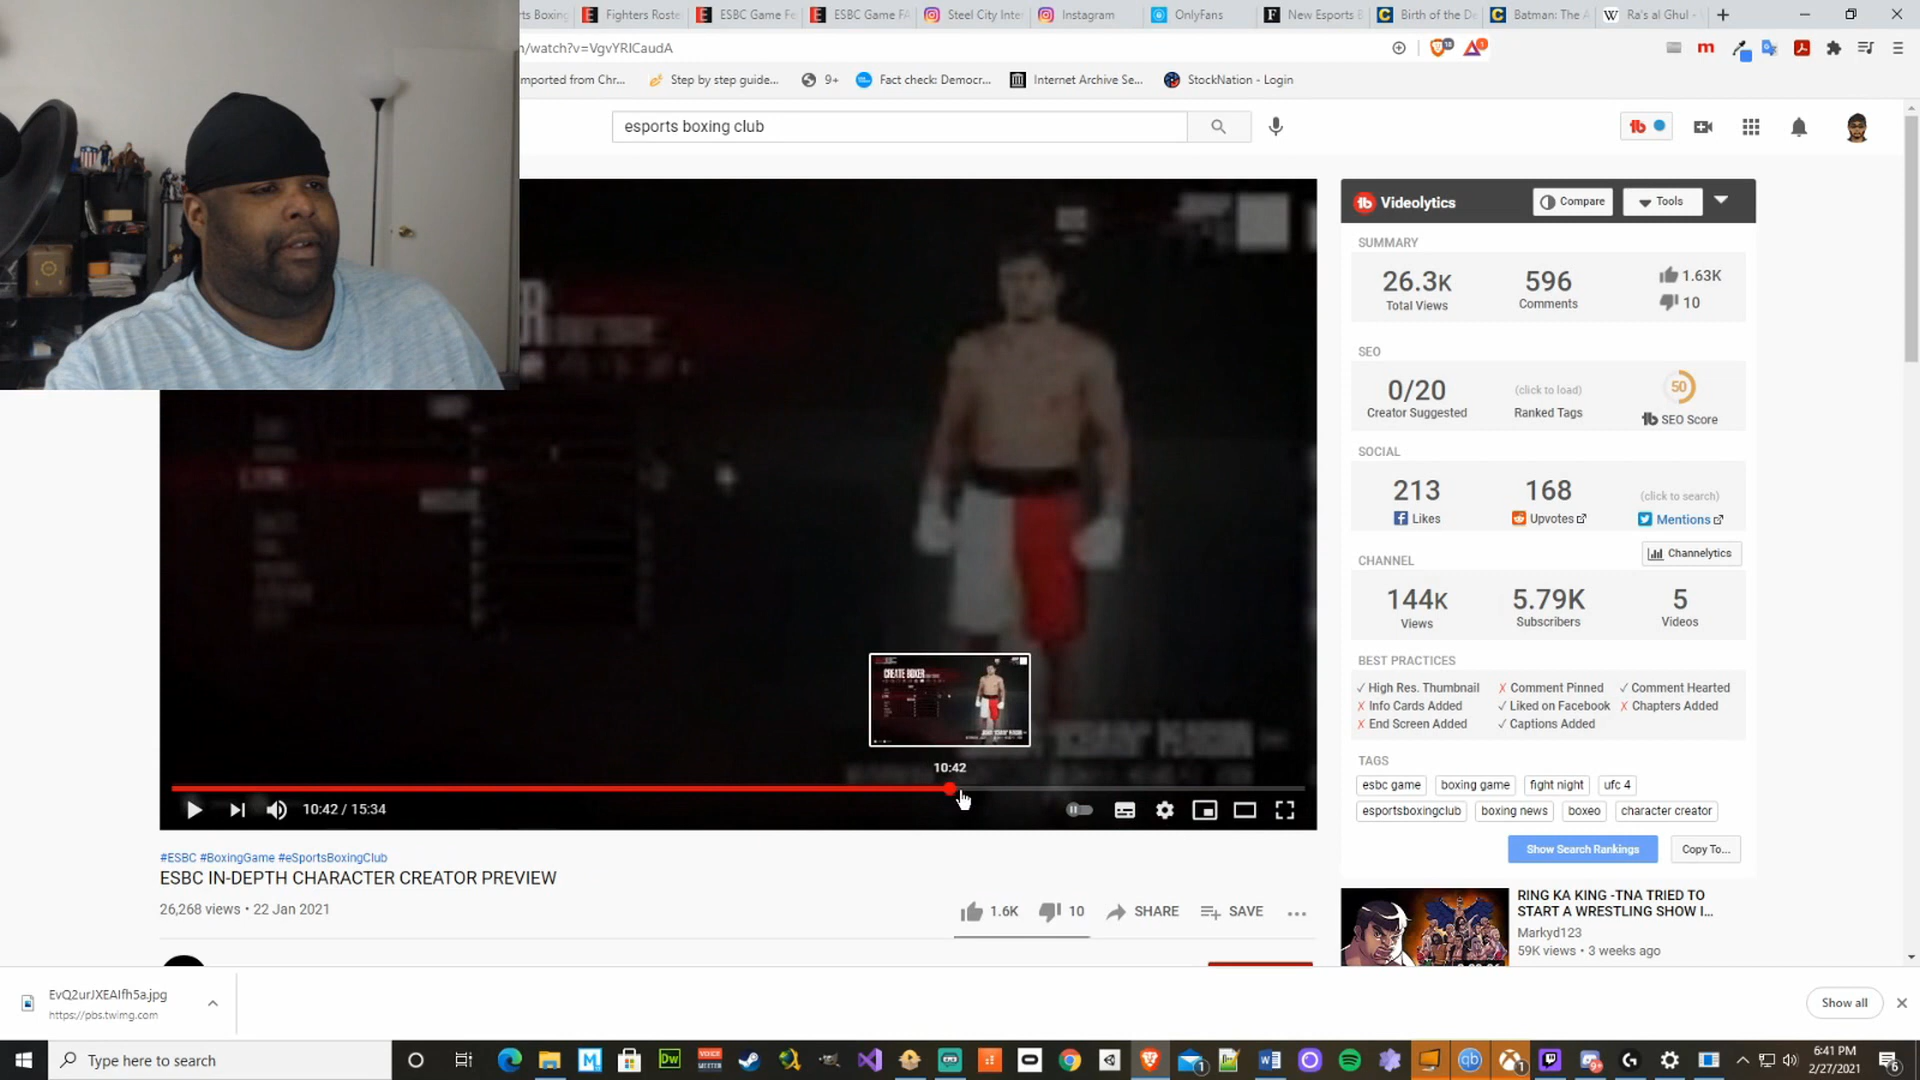 rts Boxing
Fighters Roste
ESBC Game Fe
ESBC Game FA
Steel City Inte
Instagram
OnlyFans
New Esports B
Birth of the De
Batman: The A
Ra's al Ghul -
n/watch?v=VgvYRICaudA
mported from Chr...
Step by step guide...
9+
Fact check: Democr...
Internet Archive Se...
StockNation - Login
esports boxing club
Videolytics
Compare
Tools
SUMMARY
26.3K
Total Views
596
Comments
1.63K
10
SEO
0/20
Creator Suggested
(click to load)
Ranked Tags
50
SEO Score
SOCIAL
213
Likes
168
Upvotes
(click to search)
Mentions
CHANNEL
Channelytics
144K
Views
5.79K
Subscribers
5
Videos
BEST PRACTICES
✓ High Res. Thumbnail
✗ Comment Pinned
✓ Comment Hearted
✗ Info Cards Added
✓ Liked on Facebook
✗ Chapters Added
✗ End Screen Added
✓ Captions Added
TAGS
esbc game
boxing game
fight night
ufc 4
esportsboxingclub
boxing news
boxeo
character creator
Show Search Rankings
Copy To...
CREATE BOXER
10:42
10:42 / 15:34
#ESBC #BoxingGame #eSportsBoxingClub
ESBC IN-DEPTH CHARACTER CREATOR PREVIEW
26,268 views • 22 Jan 2021
1.6K
10
SHARE
SAVE
RING KA KING -TNA TRIED TO
START A WRESTLING SHOW I...
Markyd123
59K views • 3 weeks ago
EvQ2urJXEAIfh5a.jpg
https://pbs.twimg.com
Show all
Type here to search
6:41 PM
2/27/2021